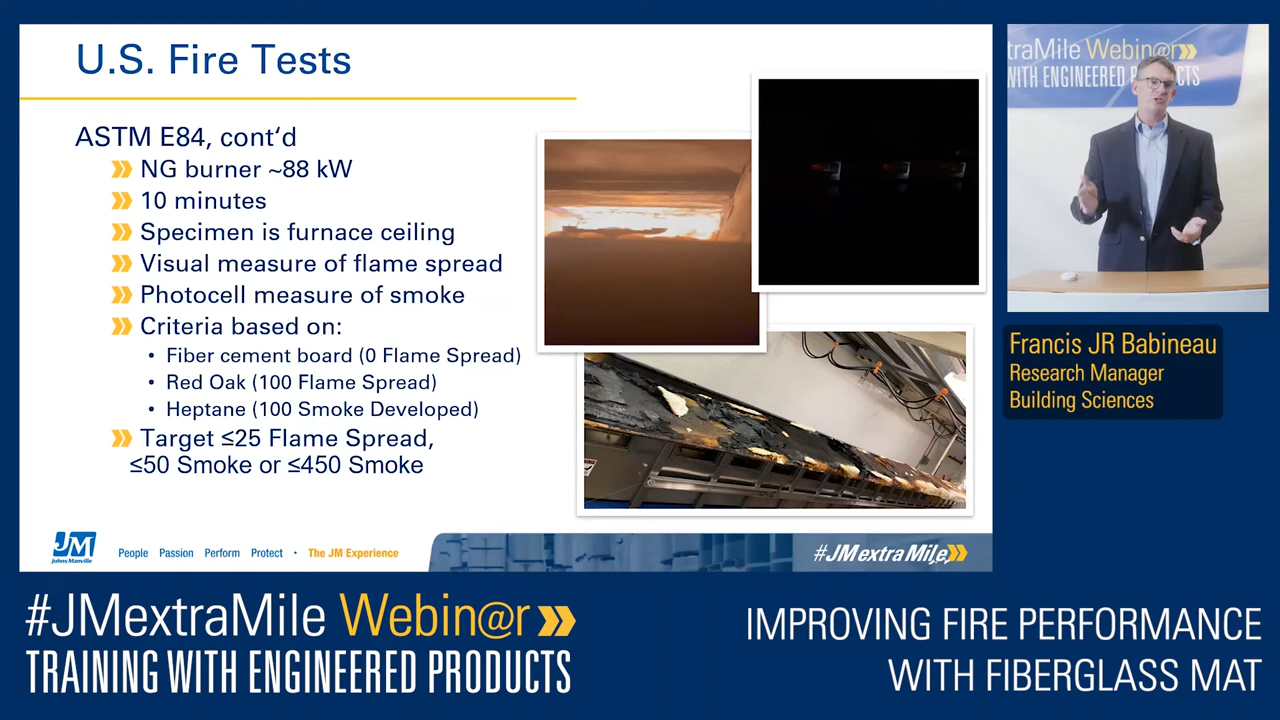 U.S. Fire Tests
ASTM E84, cont‘d
NG burner ~88 kW
10 minutes
Specimen is furnace ceiling
Visual measure of flame spread
Photocell measure of smoke
Criteria based on:
• Fiber cement board (0 Flame Spread)
• Red Oak (100 Flame Spread)
• Heptane (100 Smoke Developed)
Target ≤25 Flame Spread,
≤50 Smoke or ≤450 Smoke
JM
Johns Manville
People Passion Perform Protect • The JM Experience
#JMextraMile
traMile Webin@r
WITH ENGINEERED PRODUCTS
Francis JR Babineau
Research Manager
Building Sciences
#JMextraMile Webin@r
TRAINING WITH ENGINEERED PRODUCTS
IMPROVING FIRE PERFORMANCE
WITH FIBERGLASS MAT